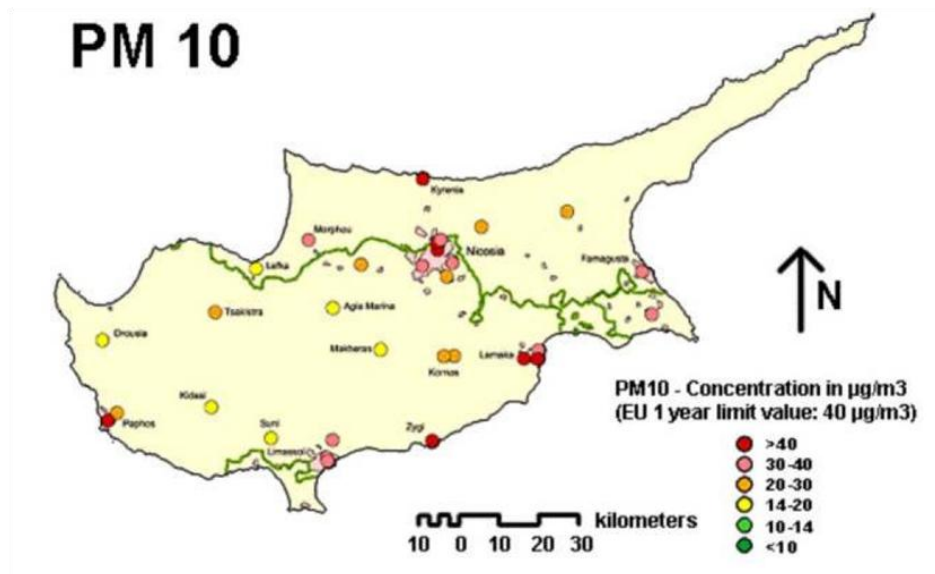 PM 10
Kyrenia
Morphou
Nicosia
Lefka
Famagusta
Tsakistra
Agia Marina
Drousia
Makheras
Larnaka
Kornos
Kidasi
Paphos
Suni
Zygi
Limassol
N
PM10 - Concentration in µg/m3
(EU 1 year limit value: 40 µg/m3)
>40
30-40
20-30
14-20
10-14
<10
kilometers
10 0 10 20 30